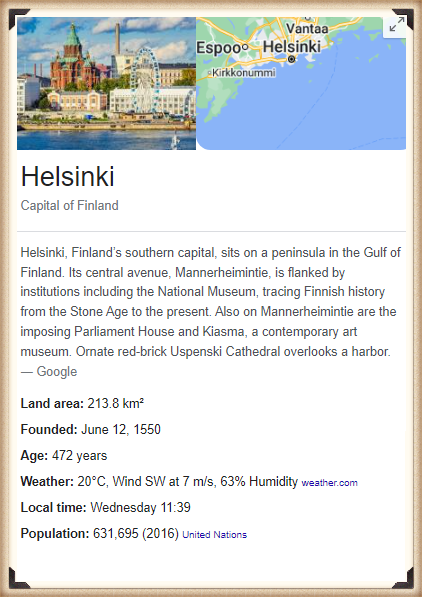 Vantaa
Espoo
Helsinki
Kirkkonummi
Helsinki
Capital of Finland
Helsinki, Finland’s southern capital, sits on a peninsula in the Gulf of
Finland. Its central avenue, Mannerheimintie, is flanked by
institutions including the National Museum, tracing Finnish history
from the Stone Age to the present. Also on Mannerheimintie are the
imposing Parliament House and Kiasma, a contemporary art
museum. Ornate red-brick Uspenski Cathedral overlooks a harbor.
— Google
Land area: 213.8 km²
Founded: June 12, 1550
Age: 472 years
Weather: 20°C, Wind SW at 7 m/s, 63% Humidity weather.com
Local time: Wednesday 11:39
Population: 631,695 (2016) United Nations